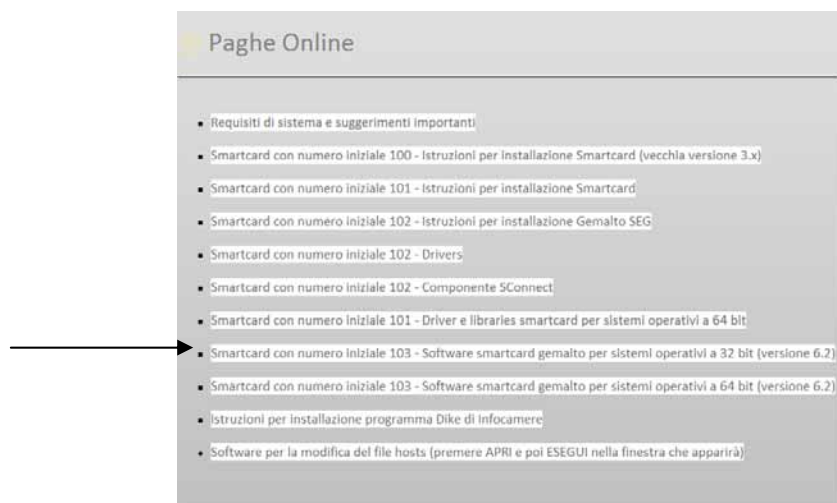 Paghe Online
Requisiti di sistema e suggerimenti importanti
Smartcard con numero iniziale 100 - Istruzioni per installazione Smartcard (vecchia versione 3.x)
Smartcard con numero iniziale 101 - Istruzioni per installazione Smartcard
Smartcard con numero iniziale 102 - Istruzioni per installazione Gemalto SEG
Smartcard con numero iniziale 102 - Drivers
Smartcard con numero iniziale 102 - Componente SConnect
Smartcard con numero iniziale 101 - Driver e libraries smartcard per sistemi operativi a 64 bit
Smartcard con numero iniziale 103 - Software smartcard gemalto per sistemi operativi a 32 bit (versione 6.2)
Smartcard con numero iniziale 103 - Software smartcard gemalto per sistemi operativi a 64 bit (versione 6.2)
Istruzioni per installazione programma Dike di Infocamere
Software per la modifica del file hosts (premere APRI e poi ESEGUI nella finestra che apparirà)